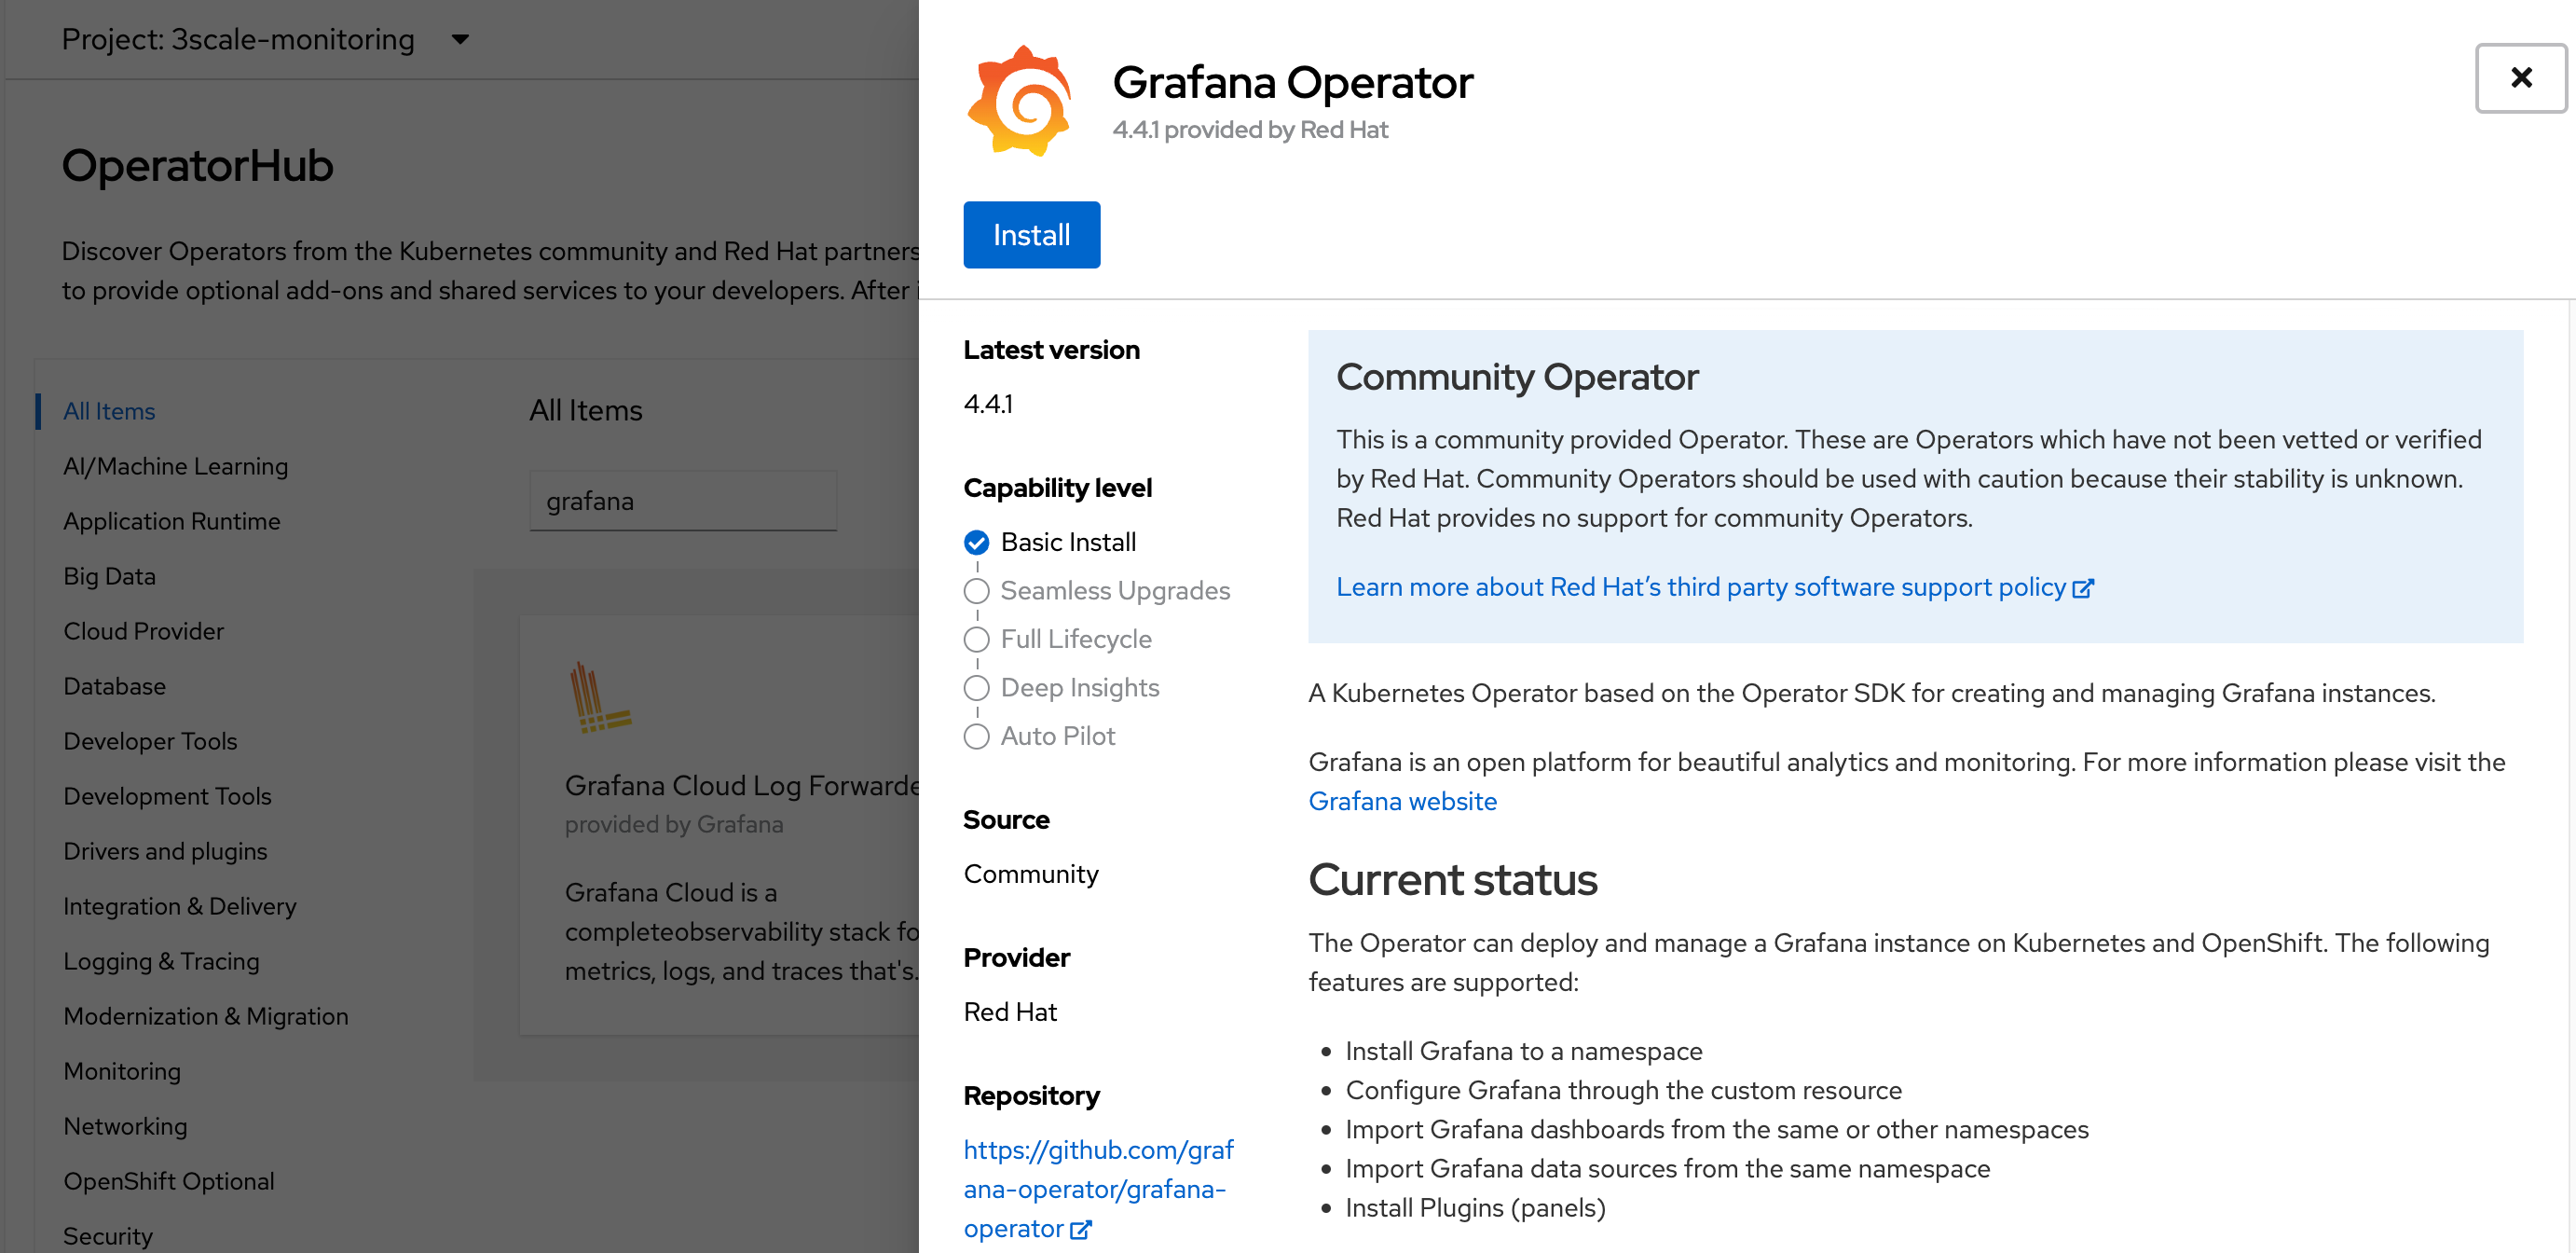 Project: 3scale-monitoring
OperatorHub
Discover Operators from the Kubernetes community and Red Hat partners
to provide optional add-ons and shared services to your developers. After i
All Items
AI/Machine Learning
Application Runtime
Big Data
Cloud Provider
Database
Developer Tools
Development Tools
Drivers and plugins
Integration & Delivery
Logging & Tracing
Modernization & Migration
Monitoring
Networking
OpenShift Optional
Security
All Items
grafana
Grafana Cloud Log Forwarde
provided by Grafana
Grafana Cloud is a
completeobservability stack fo
metrics, logs, and traces that's.
Grafana Operator
4.4.1 provided by Red Hat
Install
Latest version
4.4.1
Capability level
Basic Install
Seamless Upgrades
Full Lifecycle
Deep Insights
Auto Pilot
Source
Community
Provider
Red Hat
Repository
https://github.com/graf
ana-operator/grafana-
operator
Community Operator
This is a community provided Operator. These are Operators which have not been vetted or verified
by Red Hat. Community Operators should be used with caution because their stability is unknown.
Red Hat provides no support for community Operators.
Learn more about Red Hat’s third party software support policy
A Kubernetes Operator based on the Operator SDK for creating and managing Grafana instances.
Grafana is an open platform for beautiful analytics and monitoring. For more information please visit the
Grafana website
Current status
The Operator can deploy and manage a Grafana instance on Kubernetes and OpenShift. The following
features are supported:
• Install Grafana to a namespace
• Configure Grafana through the custom resource
• Import Grafana dashboards from the same or other namespaces
• Import Grafana data sources from the same namespace
• Install Plugins (panels)